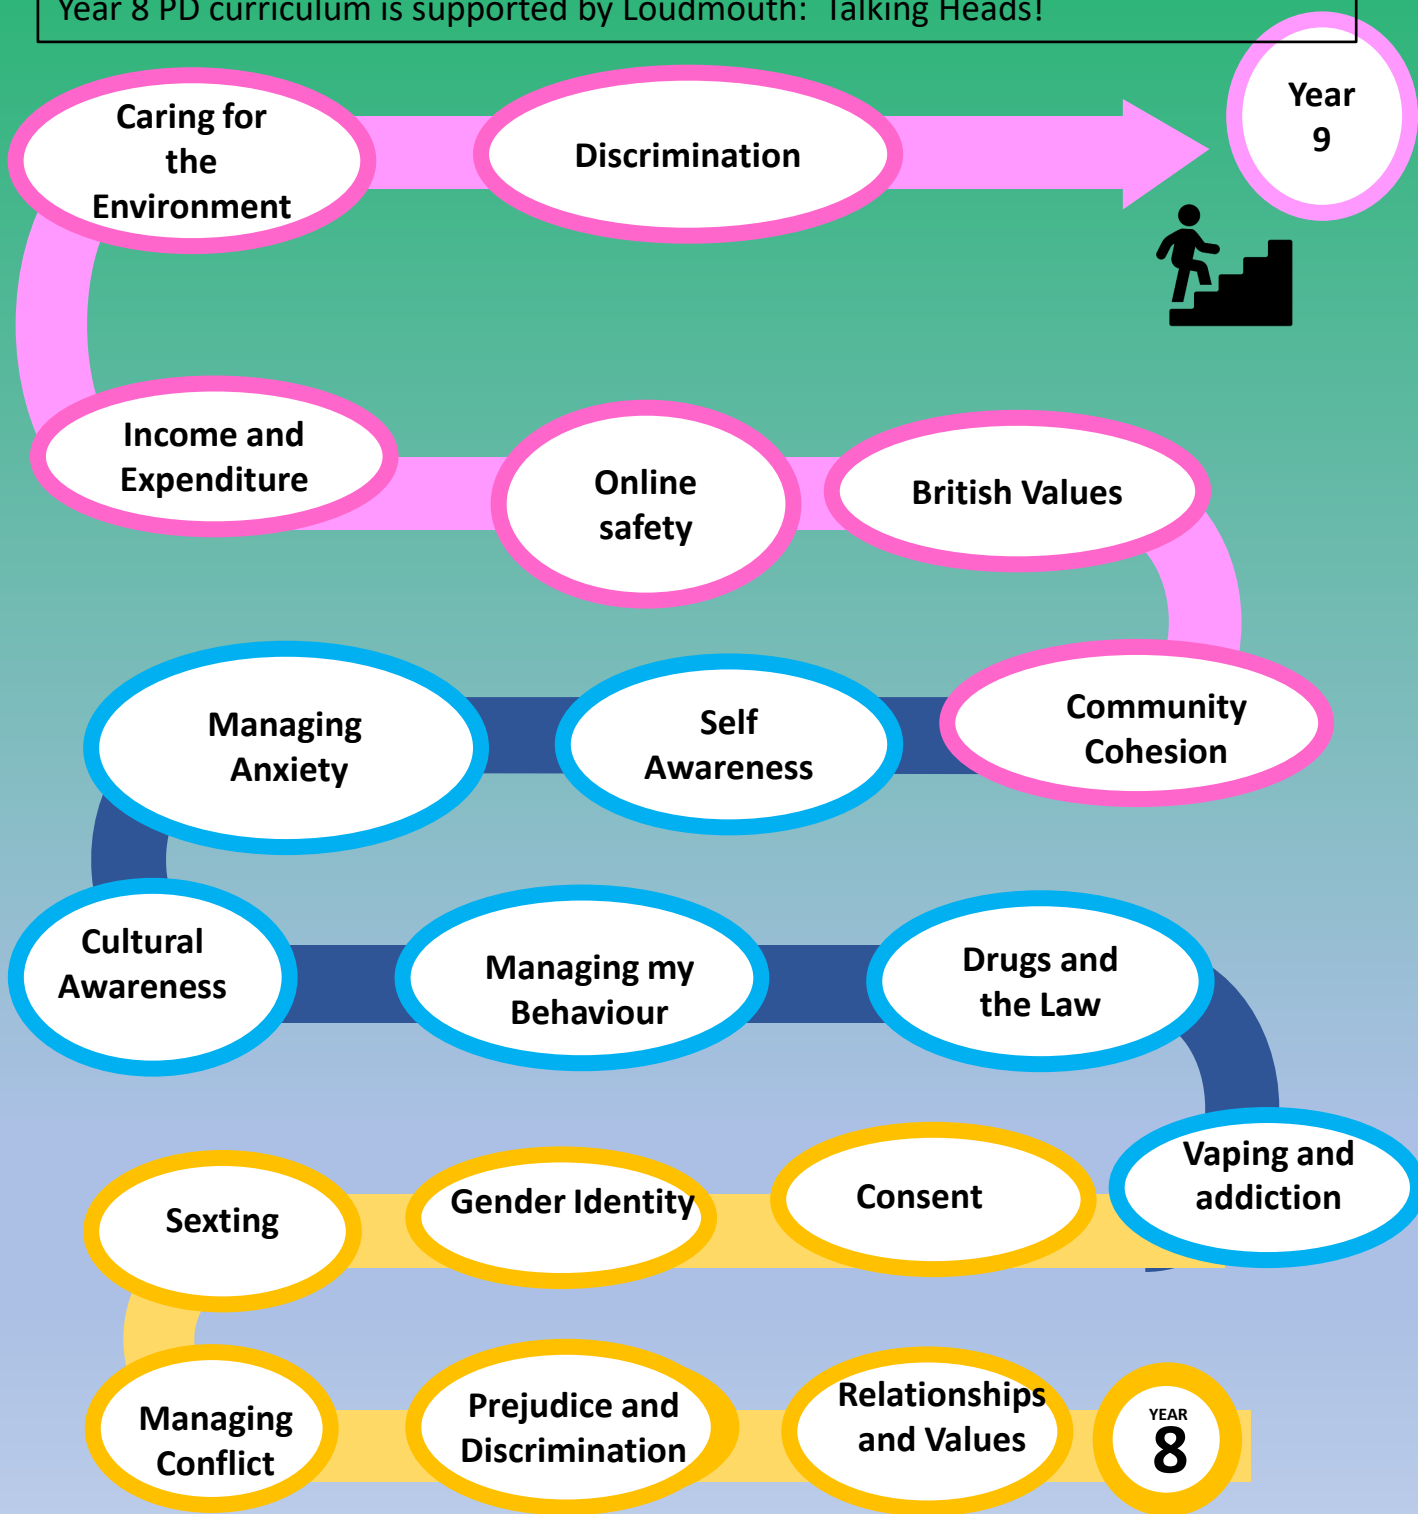 Year 8 PD curriculum is supported by Loudmouth: Talking Heads!
Caring for
the
Environment
Discrimination
Year
9
Income and
Expenditure
Online
safety
British Values
Managing
Anxiety
Self
Awareness
Community
Cohesion
Cultural
Awareness
Managing my
Behaviour
Drugs and
the Law
Sexting
Gender Identity
Consent
Vaping and
addiction
Managing
Conflict
Prejudice and
Discrimination
Relationships
and Values
YEAR
8